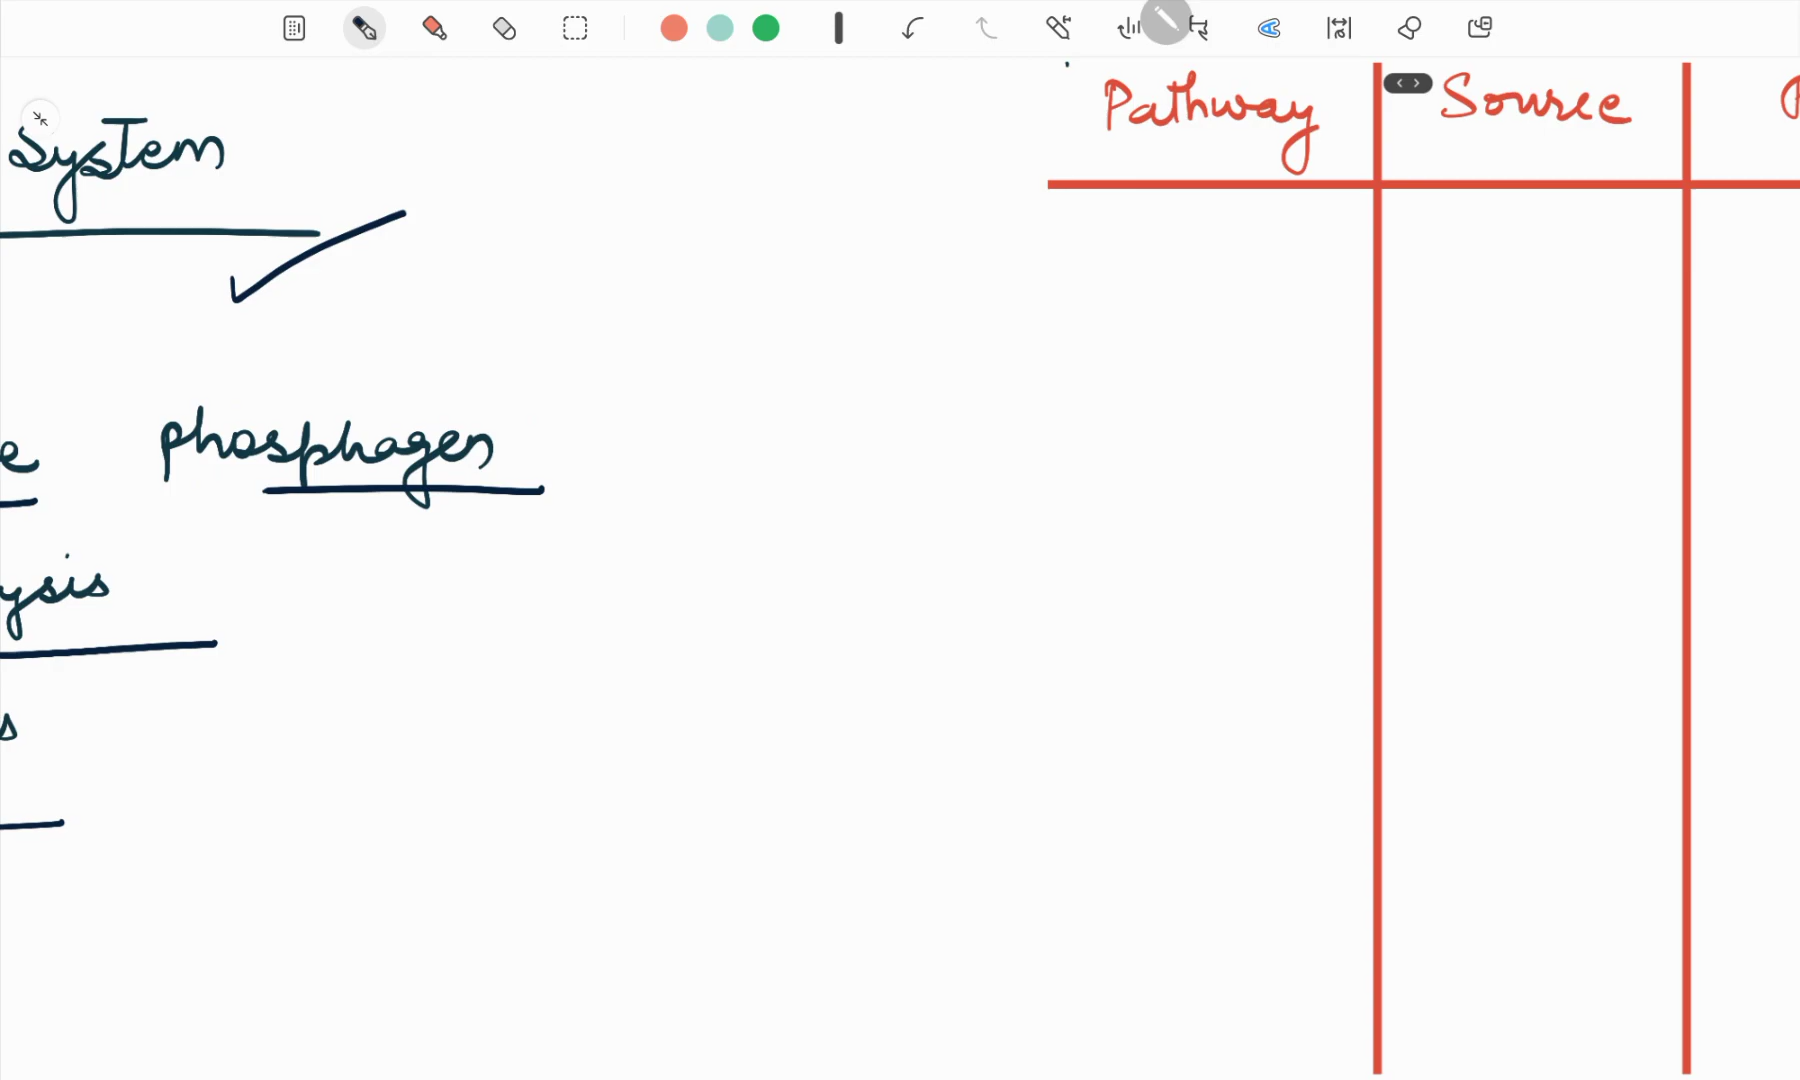 System
Pathway Source
e phosphagen
ysis
s